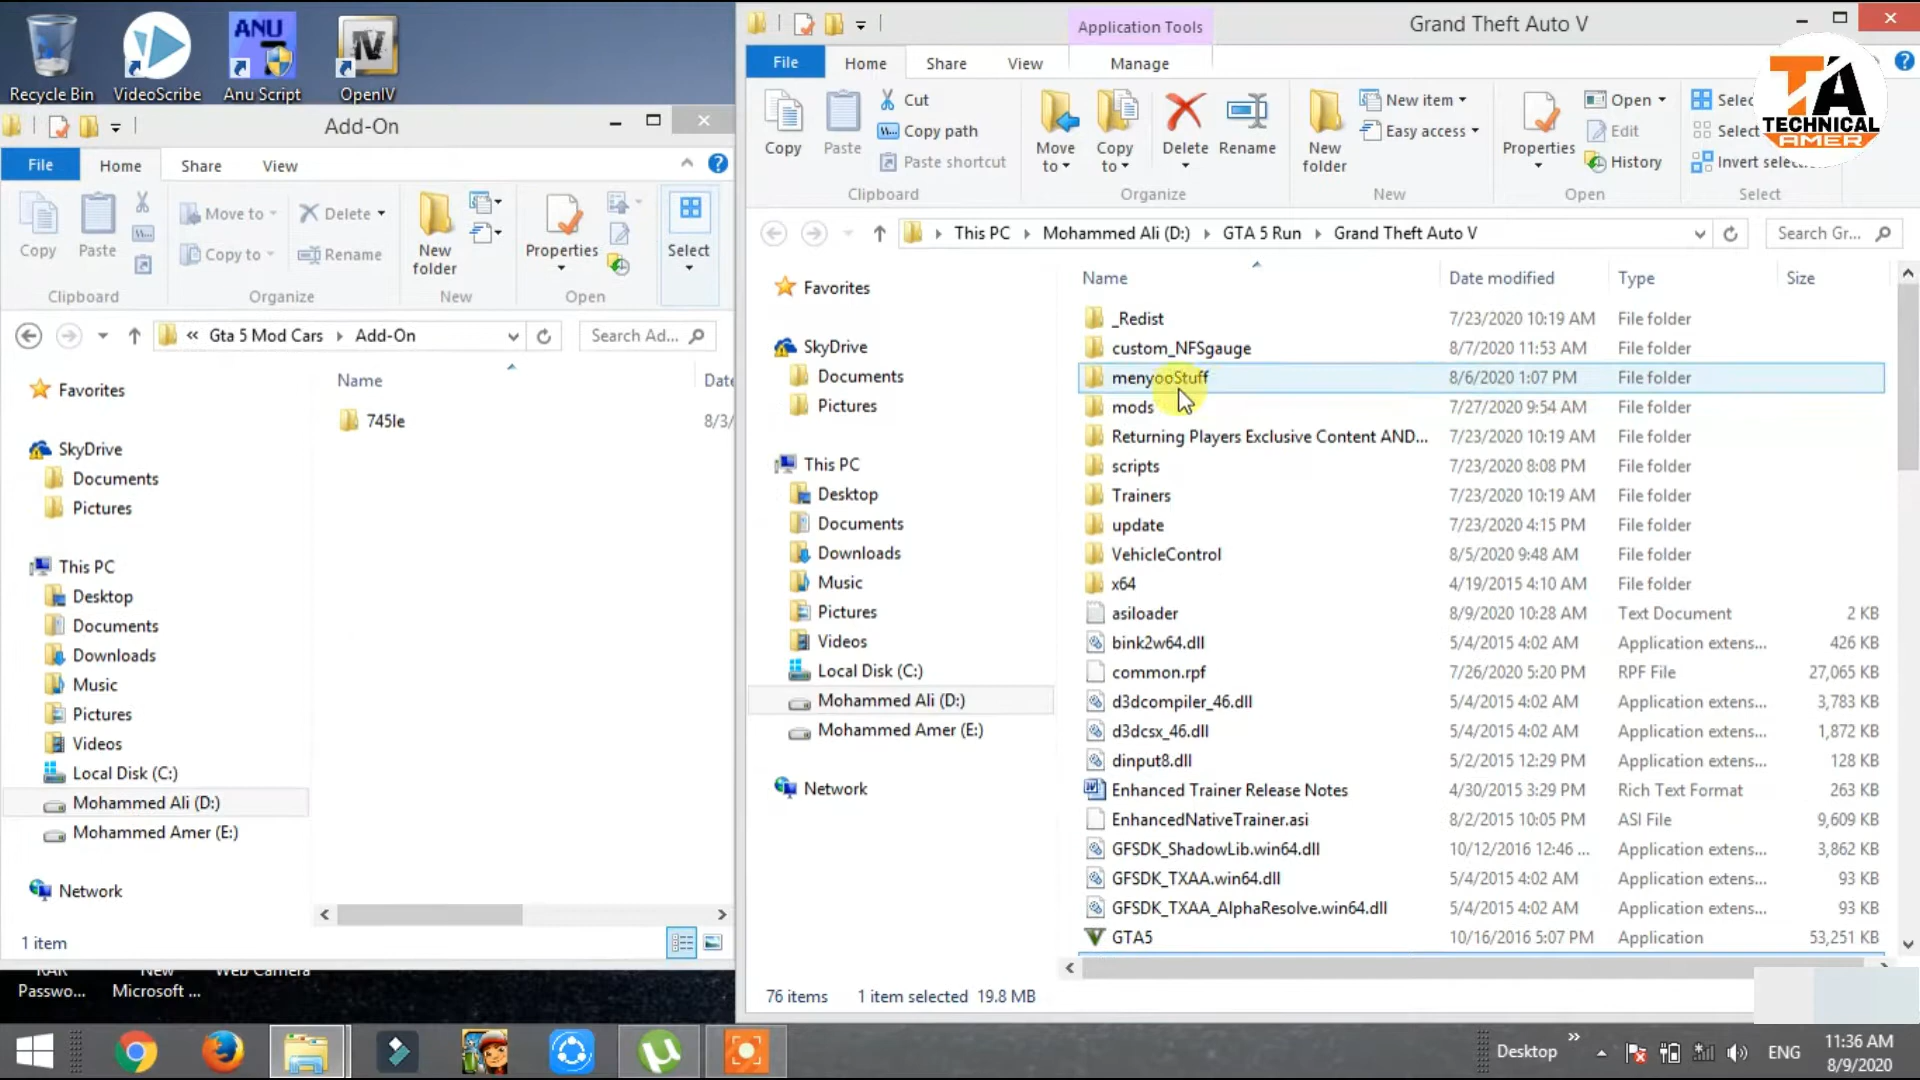 Recycle Bin
VideoScribe
Anu Script
OpenIV
ANU
IV
Add-On
File
Home
Share
View
Copy
Paste
Move to
Copy to
Delete
Rename
New folder
Properties
Select
Clipboard
Organize
New
Open
« Gta 5 Mod Cars
Add-On
Search Ad...
Favorites
SkyDrive
Documents
Pictures
This PC
Desktop
Documents
Downloads
Music
Pictures
Videos
Local Disk (C:)
Mohammed Ali (D:)
Mohammed Amer (E:)
Network
Name
Date
745le
8/3/
1 item
Passwo...
New
Microsoft ...
Web Camera
Application Tools
Grand Theft Auto V
File
Home
Share
View
Manage
TA
TECHNICAL
AMER
Copy
Paste
Cut
Copy path
Paste shortcut
Move to
Copy to
Delete
Rename
New folder
New item
Easy access
Properties
Open
Edit
History
Selec
Select
Invert selec
Clipboard
Organize
New
Open
Select
This PC
Mohammed Ali (D:)
GTA 5 Run
Grand Theft Auto V
Search Gr...
Favorites
SkyDrive
Documents
Pictures
This PC
Desktop
Documents
Downloads
Music
Pictures
Videos
Local Disk (C:)
Mohammed Ali (D:)
Mohammed Amer (E:)
Network
Name Date modified Type Size
_Redist 7/23/2020 10:19 AM File folder
custom_NFSgauge 8/7/2020 11:53 AM File folder
menyooStuff 8/6/2020 1:07 PM File folder
mods 7/27/2020 9:54 AM File folder
Returning Players Exclusive Content AND... 7/23/2020 10:19 AM File folder
scripts 7/23/2020 8:08 PM File folder
Trainers 7/23/2020 10:19 AM File folder
update 7/23/2020 4:15 PM File folder
VehicleControl 8/5/2020 9:48 AM File folder
x64 4/19/2015 4:10 AM File folder
asiloader 8/9/2020 10:28 AM Text Document 2 KB
bink2w64.dll 5/4/2015 4:02 AM Application extens... 426 KB
common.rpf 7/26/2020 5:20 PM RPF File 27,065 KB
d3dcompiler_46.dll 5/4/2015 4:02 AM Application extens... 3,783 KB
d3dcsx_46.dll 5/4/2015 4:02 AM Application extens... 1,872 KB
dinput8.dll 5/2/2015 12:29 PM Application extens... 128 KB
Enhanced Trainer Release Notes 4/30/2015 3:29 PM Rich Text Format 263 KB
EnhancedNativeTrainer.asi 8/2/2015 10:05 PM ASI File 9,609 KB
GFSDK_ShadowLib.win64.dll 10/12/2016 12:46 ... Application extens... 3,862 KB
GFSDK_TXAA.win64.dll 5/4/2015 4:02 AM Application extens... 93 KB
GFSDK_TXAA_AlphaResolve.win64.dll 5/4/2015 4:02 AM Application extens... 93 KB
GTA5 10/16/2016 5:07 PM Application 53,251 KB
76 items 1 item selected 19.8 MB
Desktop
ENG
11:36 AM
8/9/2020